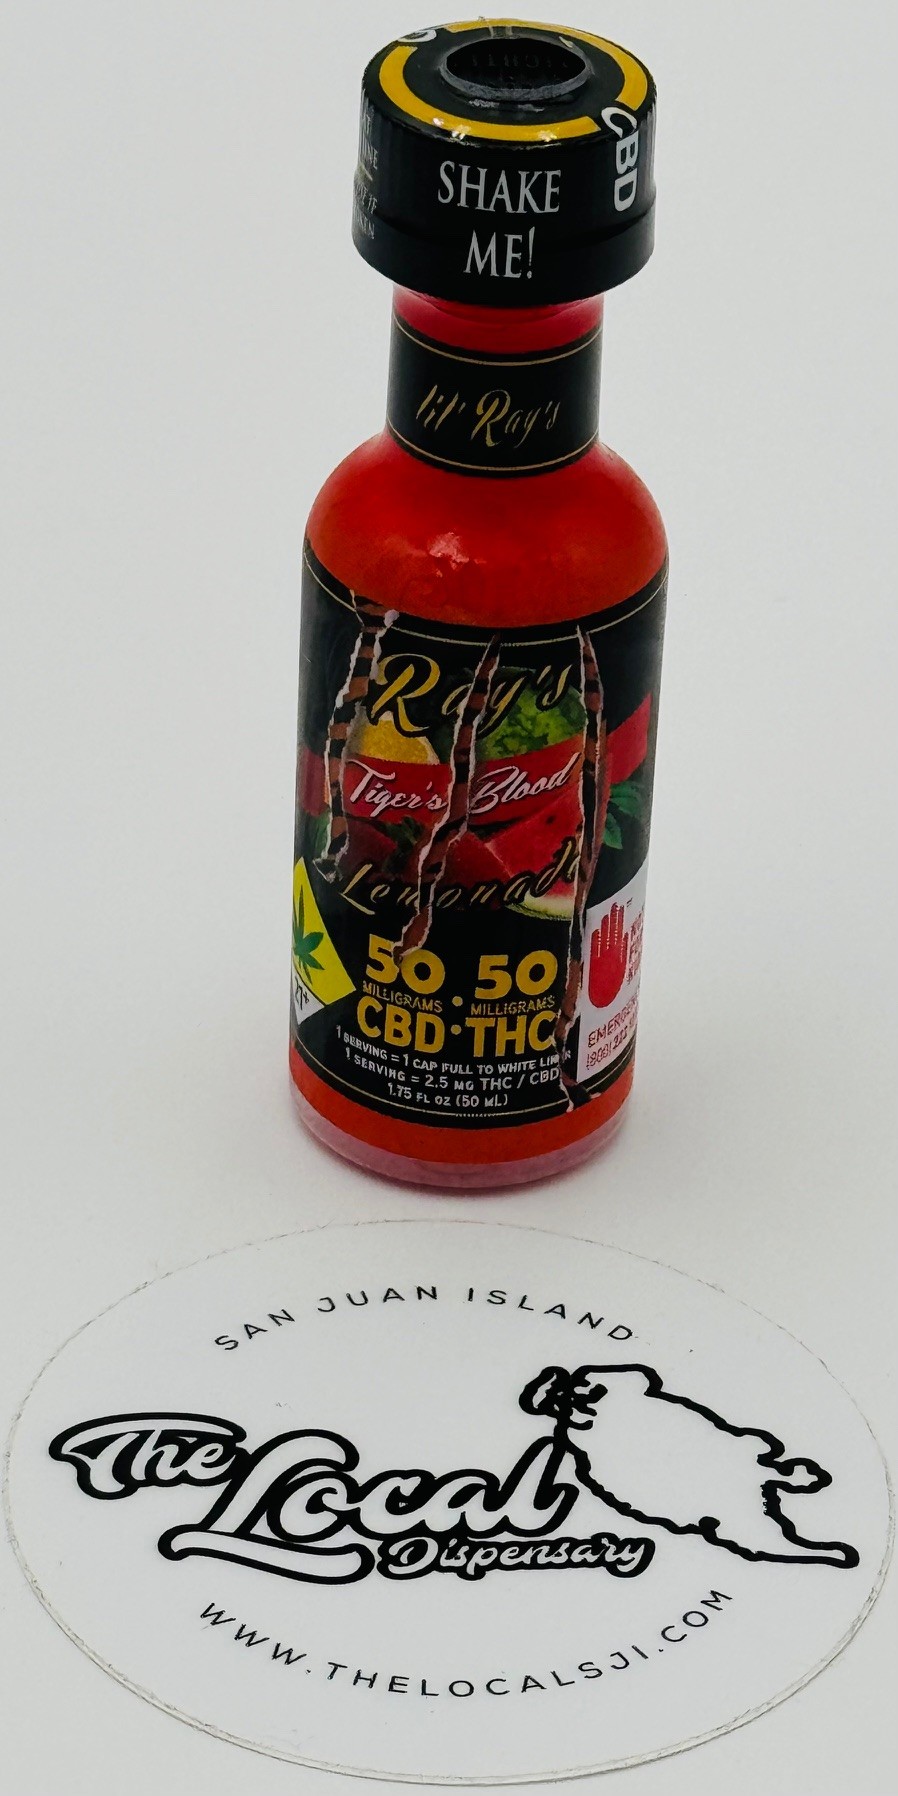 CBD
SHAKE
ME!
lil' Ray's
Ray's
Tiger's Blood
Lemonade
21+
50 50
MILLIGRAMS MILLIGRAMS
CBD • THC
1 SERVING = 1 CAP FULL TO WHITE LINER
1 SERVING = 2.5 MG THC / CBD
1.75 FL OZ (50 ML)
SAN JUAN ISLAND
The Local
Dispensary
WWW.THELOCALSJI.COM